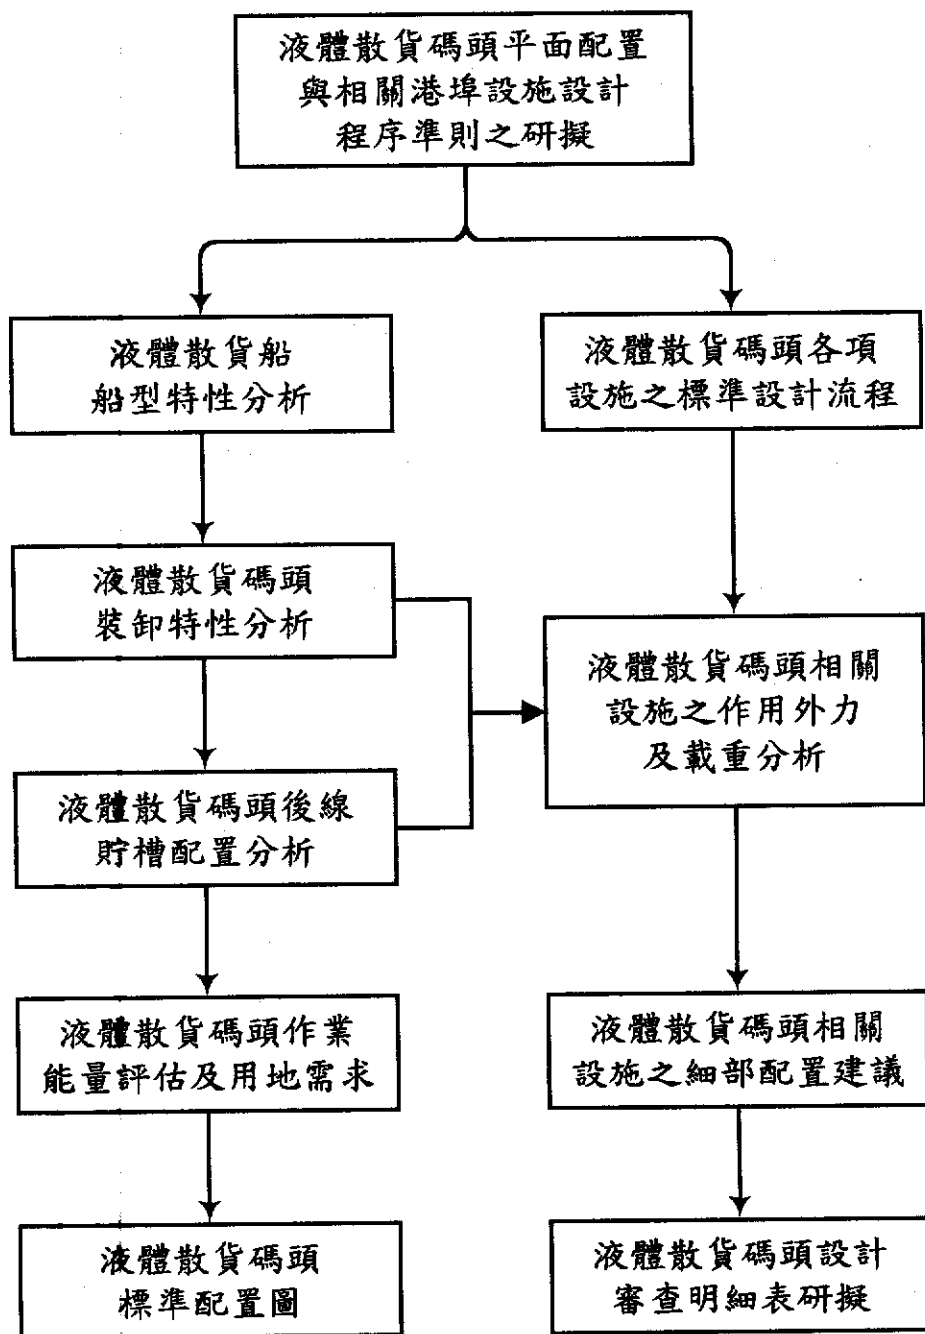 液體散貨碼頭平面配置
與相關港埠設施設計
程序準則之研擬
液體散貨船
船型特性分析
液體散貨碼頭各項
設施之標準設計流程
液體散貨碼頭
裝卸特性分析
液體散貨碼頭相關
設施之作用外力
及載重分析
液體散貨碼頭後線
貯槽配置分析
液體散貨碼頭作業
能量評估及用地需求
液體散貨碼頭相關
設施之細部配置建議
液體散貨碼頭
標準配置圖
液體散貨碼頭設計
審查明細表研擬